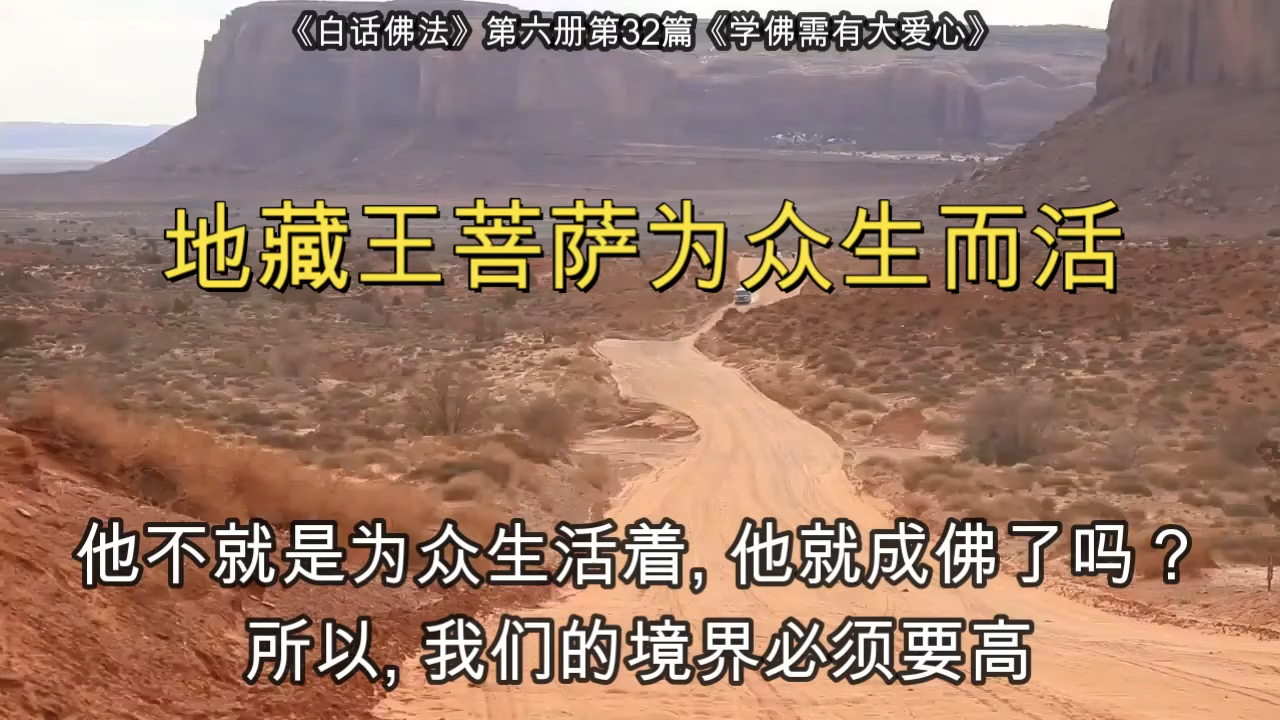 《白话佛法》第六册第32篇《学佛需有大爱心》
地藏王菩萨为众生而活
他不就是为众生活着, 他就成佛了吗？
所以, 我们的境界必须要高